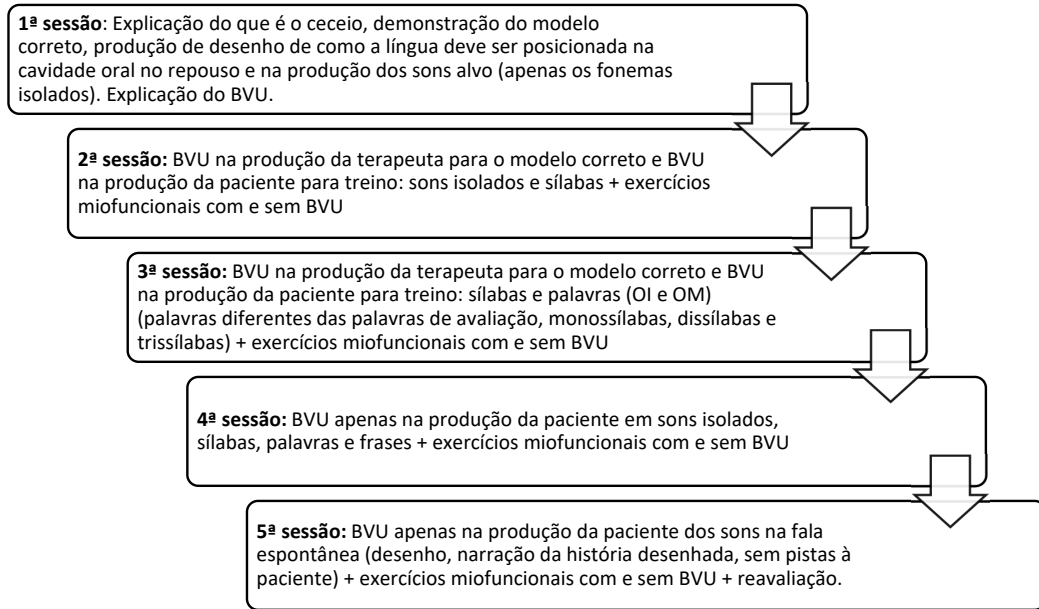 1ª sessão: Explicação do que é o ceceio, demonstração do modelo
correto, produção de desenho de como a língua deve ser posicionada na
cavidade oral no repouso e na produção dos sons alvo (apenas os fonemas
isolados). Explicação do BVU.
2ª sessão: BVU na produção da terapeuta para o modelo correto e BVU
na produção da paciente para treino: sons isolados e sílabas + exercícios
miofuncionais com e sem BVU
3ª sessão: BVU na produção da terapeuta para o modelo correto e BVU
na produção da paciente para treino: sílabas e palavras (OI e OM)
(palavras diferentes das palavras de avaliação, monossílabas, dissílabas e
trissílabas) + exercícios miofuncionais com e sem BVU
4ª sessão: BVU apenas na produção da paciente em sons isolados,
sílabas, palavras e frases + exercícios miofuncionais com e sem BVU
5ª sessão: BVU apenas na produção da paciente dos sons na fala
espontânea (desenho, narração da história desenhada, sem pistas à
paciente) + exercícios miofuncionais com e sem BVU + reavaliação.